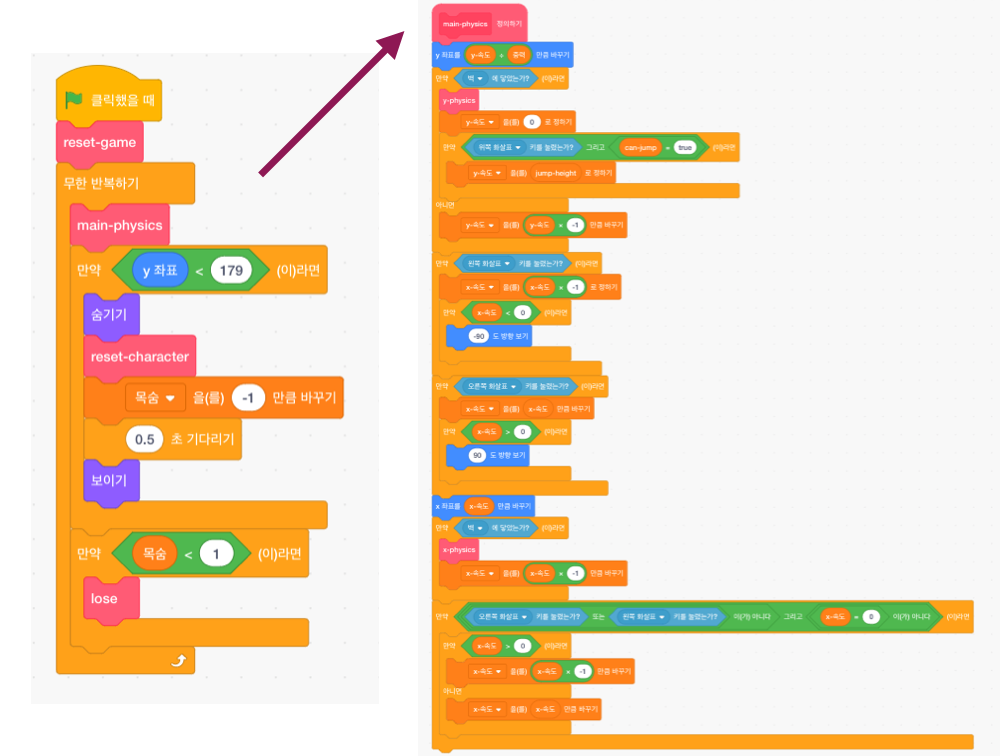 클릭했을 때
reset-game
무한 반복하기
main-physics
만약 y 좌표 < 179 (이)라면
숨기기
reset-character
목숨 을(를) -1 만큼 바꾸기
0.5 초 기다리기
보이기
만약 목숨 < 1 (이)라면
lose
main-physics 정의하기
y 좌표를 y-속도 + 중력 만큼 바꾸기
만약 벽 에 닿았는가? (이)라면
y-physics
y-속도 을(를) 0 로 정하기
만약 위쪽 화살표 키를 눌렀는가? 그리고 can-jump = true (이)라면
y-속도 을(를) jump-height 로 정하기
아니면
y-속도 을(를) y-속도 × -1 만큼 바꾸기
만약 왼쪽 화살표 키를 눌렀는가? (이)라면
x-속도 을(를) x-속도 × -1 로 정하기
만약 x-속도 < 0 (이)라면
-90 도 방향 보기
만약 오른쪽 화살표 키를 눌렀는가? (이)라면
x-속도 을(를) x-속도 만큼 바꾸기
만약 x-속도 > 0 (이)라면
90 도 방향 보기
x 좌표를 x-속도 만큼 바꾸기
만약 벽 에 닿았는가? (이)라면
x-physics
x-속도 을(를) x-속도 × -1 만큼 바꾸기
만약 오른쪽 화살표 키를 눌렀는가? 또는 왼쪽 화살표 키를 눌렀는가? 이(가) 아니다 그리고 x-속도 = 0 이(가) 아니다 (이)라면
만약 x-속도 > 0 (이)라면
x-속도 을(를) x-속도 × -1 만큼 바꾸기
아니면
x-속도 을(를) x-속도 만큼 바꾸기